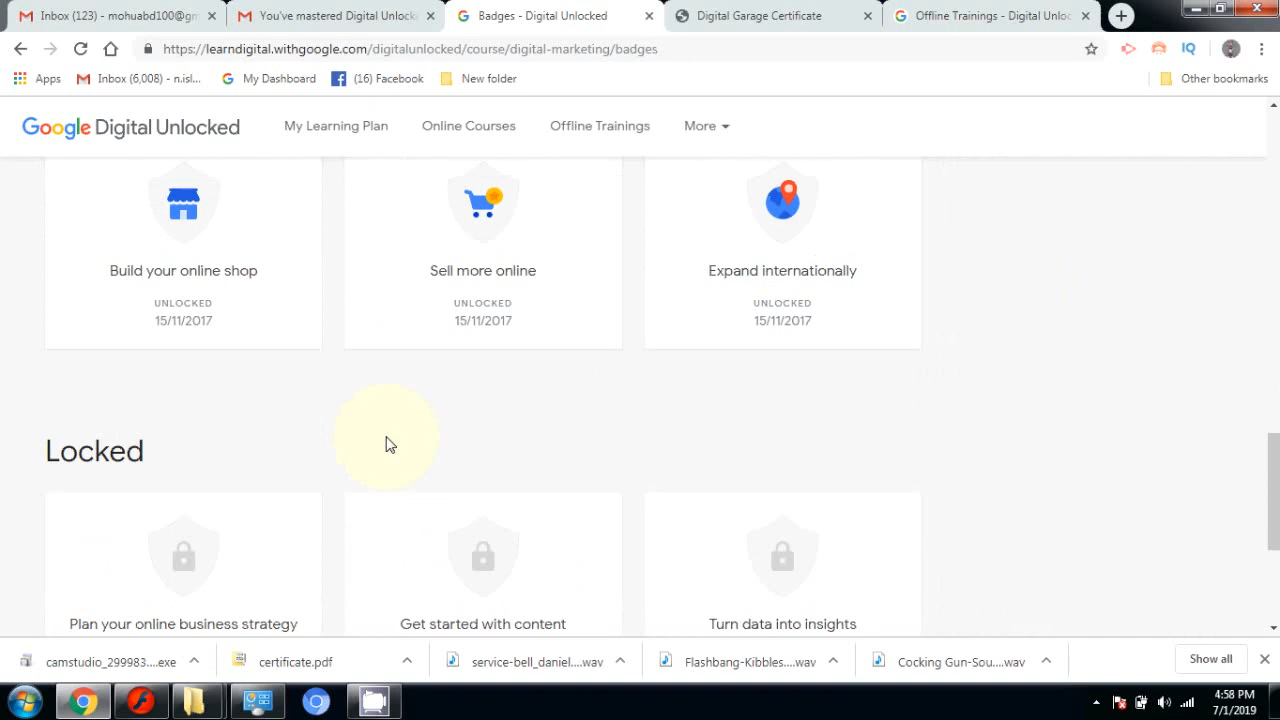 Inbox (123) - mohuabd100@gr
You've mastered Digital Unlock
Badges - Digital Unlocked
Digital Garage Certificate
Offline Trainings - Digital Unloc
https://learndigital.withgoogle.com/digitalunlocked/course/digital-marketing/badges
IQ
Apps
Inbox (6,008) - n.isl...
My Dashboard
(16) Facebook
New folder
Other bookmarks
Google Digital Unlocked
My Learning Plan
Online Courses
Offline Trainings
More
Build your online shop
Sell more online
Expand internationally
UNLOCKED
UNLOCKED
UNLOCKED
15/11/2017
15/11/2017
15/11/2017
Locked
Plan your online business strategy
Get started with content
Turn data into insights
camstudio_299983....exe
certificate.pdf
service-bell_daniel....wav
Flashbang-Kibbles....wav
Cocking Gun-Sou....wav
Show all
4:58 PM
7/1/2019